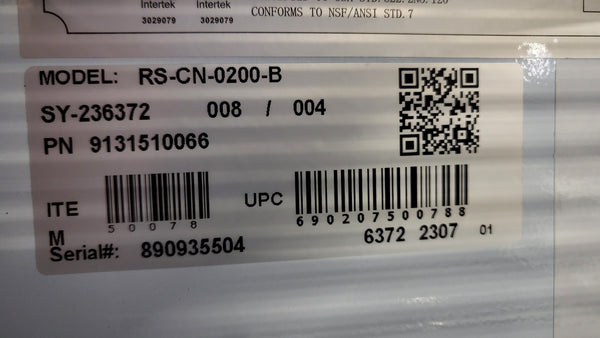 Intertek Intertek
3029079 3029079
CONFORMS TO NSF/ANSI STD.7
MODEL: RS-CN-0200-B
SY-236372 008 / 004
PN 9131510066
ITE
M
50078
UPC
690207500788
Serial#: 890935504
6372 2307 01